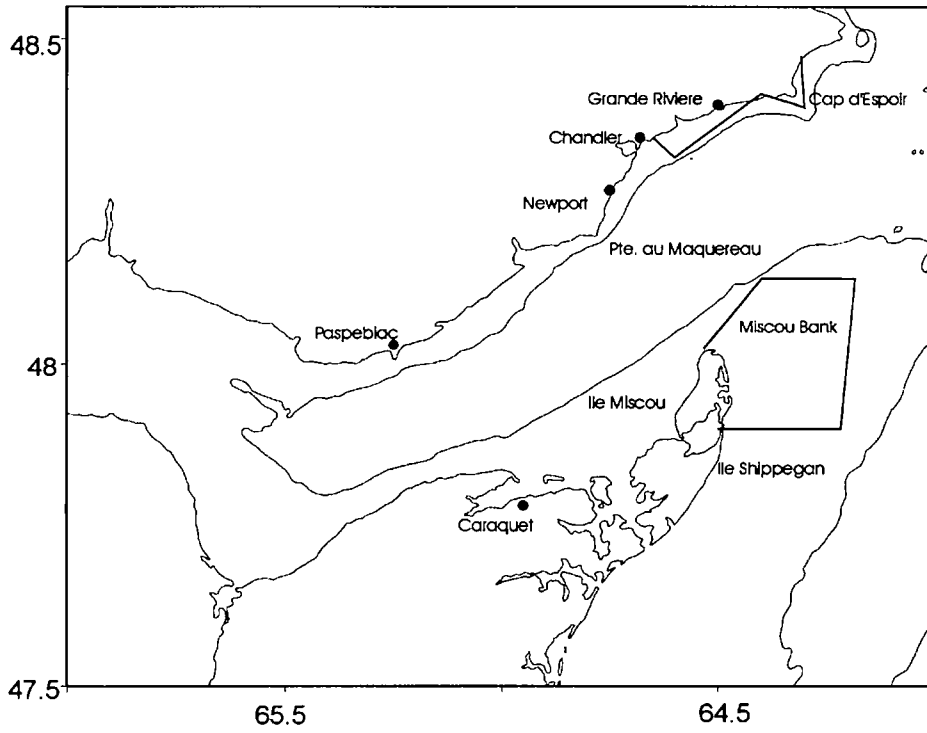 48.5
Grande Riviere
Cap d'Espoir
Chandler
Newport
Pte. au Maquereau
Paspebiac
Miscou Bank
48
Ile Miscou
Ile Shippegan
Caraquet
47.5
65.5
64.5